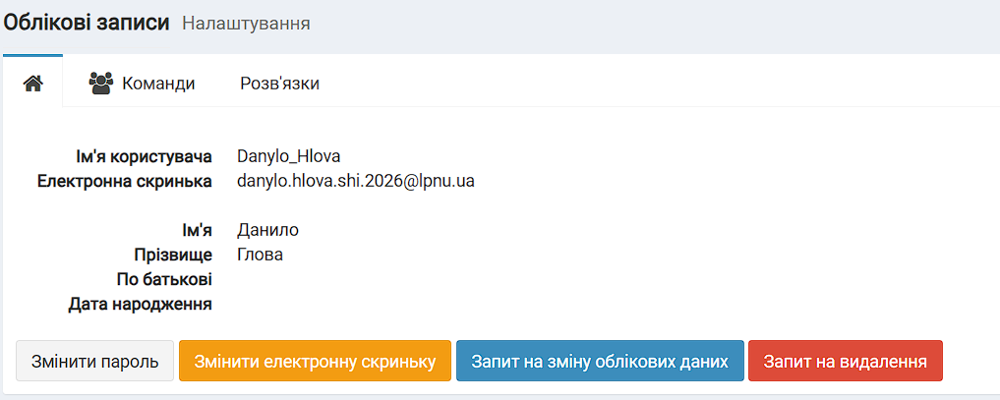 Облікові записи Налаштування
Команди Розв'язки
Ім'я користувача Danylo_Hlova
Електронна скринька danylo.hlova.shi.2026@lpnu.ua
Ім'я Данило
Прізвище Глова
По батькові
Дата народження
Змінити пароль Змінити електронну скриньку Запит на зміну облікових даних Запит на видалення